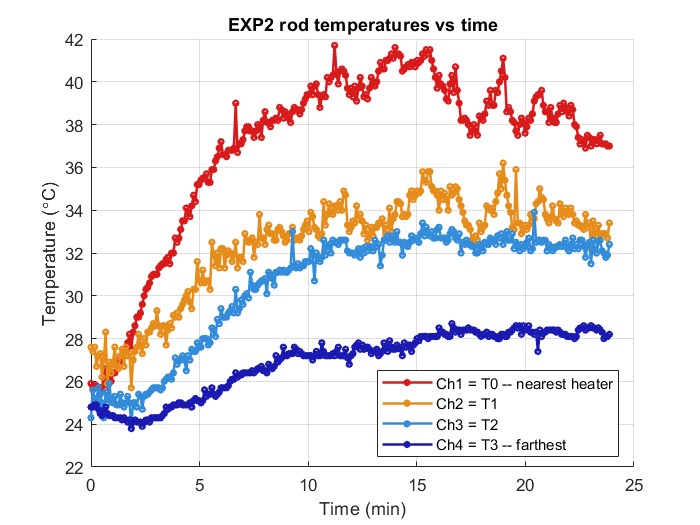 EXP2 rod temperatures vs time
Temperature (°C)
42
40
38
36
34
32
30
28
26
24
22
0
5
10
15
20
25
Time (min)
Ch1 = T0 -- nearest heater
Ch2 = T1
Ch3 = T2
Ch4 = T3 -- farthest